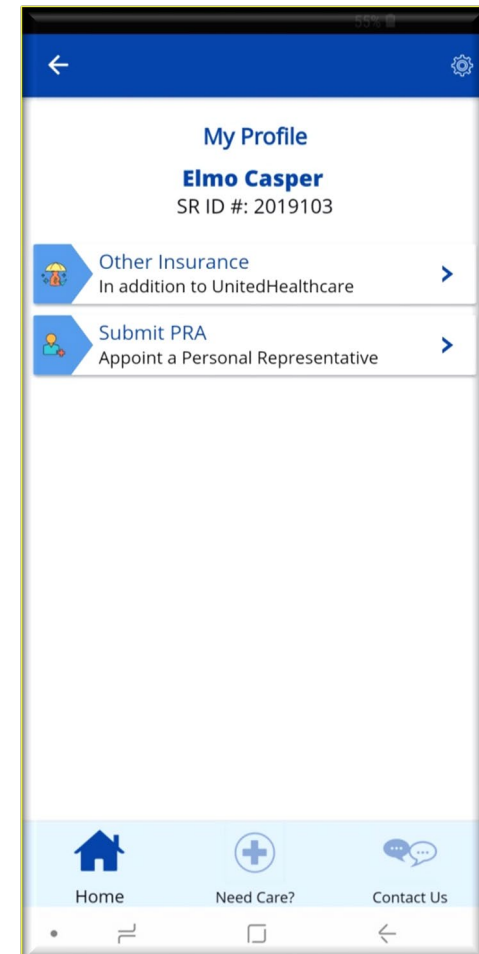 55%
My Profile
Elmo Casper
SR ID #: 2019103
Other Insurance
In addition to UnitedHealthcare
Submit PRA
Appoint a Personal Representative
Home
Need Care?
Contact Us